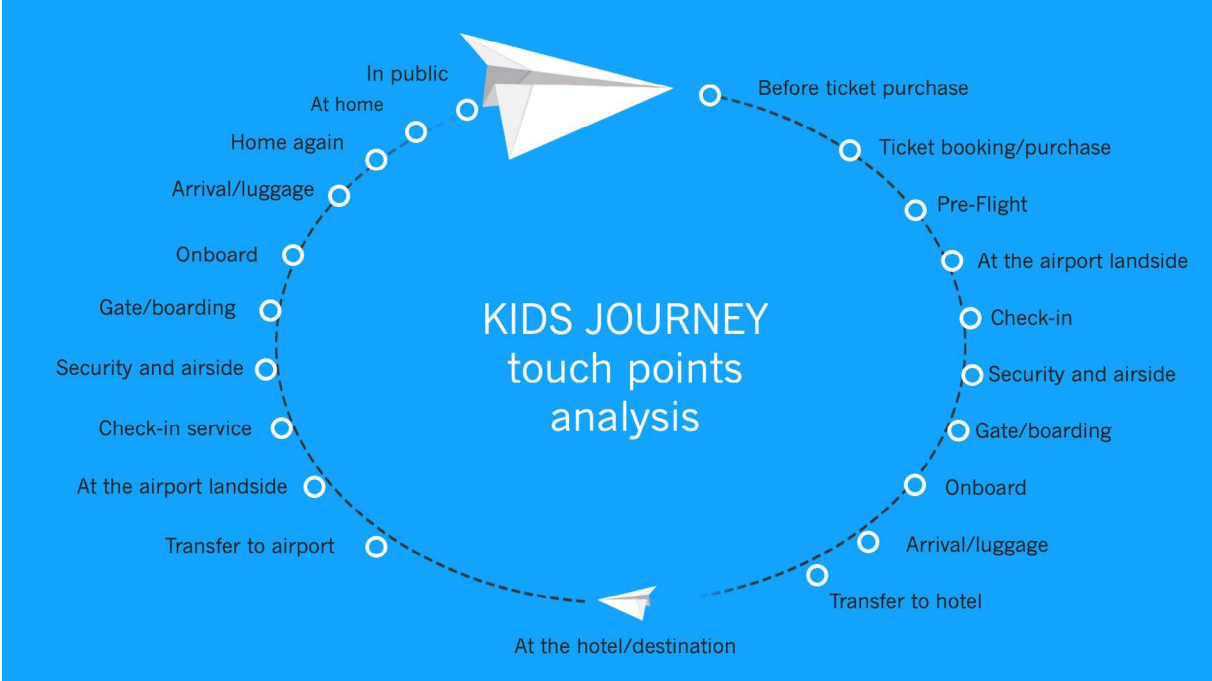 KIDS JOURNEY
touch points
analysis
Before ticket purchase
Ticket booking/purchase
Pre-Flight
At the airport landside
Check-in
Security and airside
Gate/boarding
Onboard
Arrival/luggage
Transfer to hotel
At the hotel/destination
Transfer to airport
At the airport landside
Check-in service
Security and airside
Gate/boarding
Onboard
Arrival/luggage
Home again
At home
In public